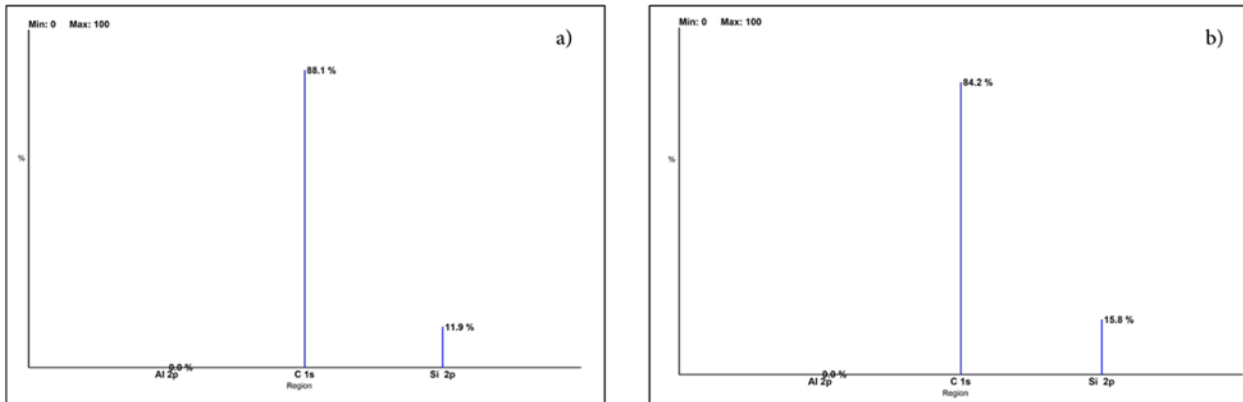 Min: 0 Max: 100
a)
88.1 %
%
11.9 %
0.0 %
Al 2p C 1s Si 2p
Region
Min: 0 Max: 100
b)
84.2 %
%
15.8 %
0.0 %
Al 2p C 1s Si 2p
Region